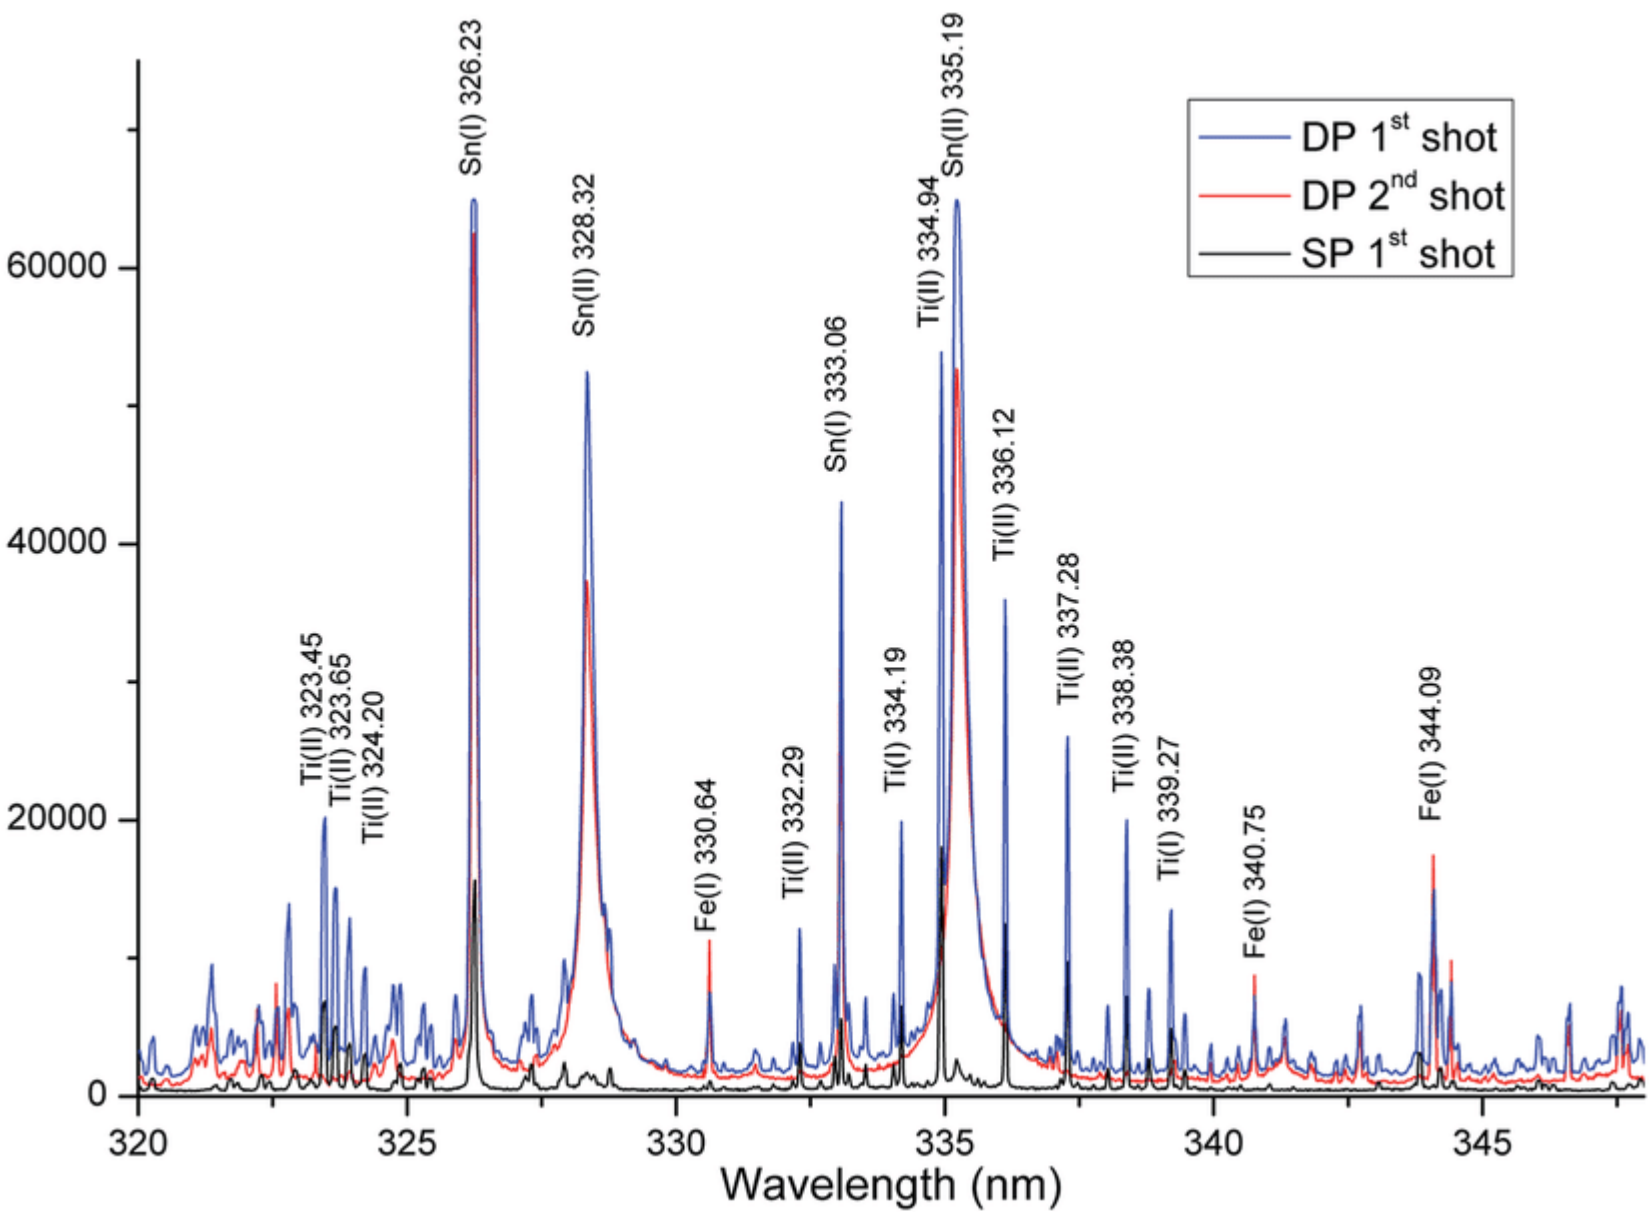 Sn(I) 326.23
Sn(II) 328.32
Sn(II) 335.19
Ti(II) 334.94
Sn(I) 333.06
Ti(II) 336.12
Ti(II) 337.28
Ti(II) 338.38
Ti(I) 339.27
Ti(I) 334.19
Ti(II) 332.29
Fe(I) 330.64
Fe(I) 340.75
Fe(I) 344.09
Ti(II) 323.45
Ti(II) 323.65
Ti(II) 324.20
DP 1st shot
DP 2nd shot
SP 1st shot
60000
40000
20000
0
320 325 330 335 340 345
Wavelength (nm)